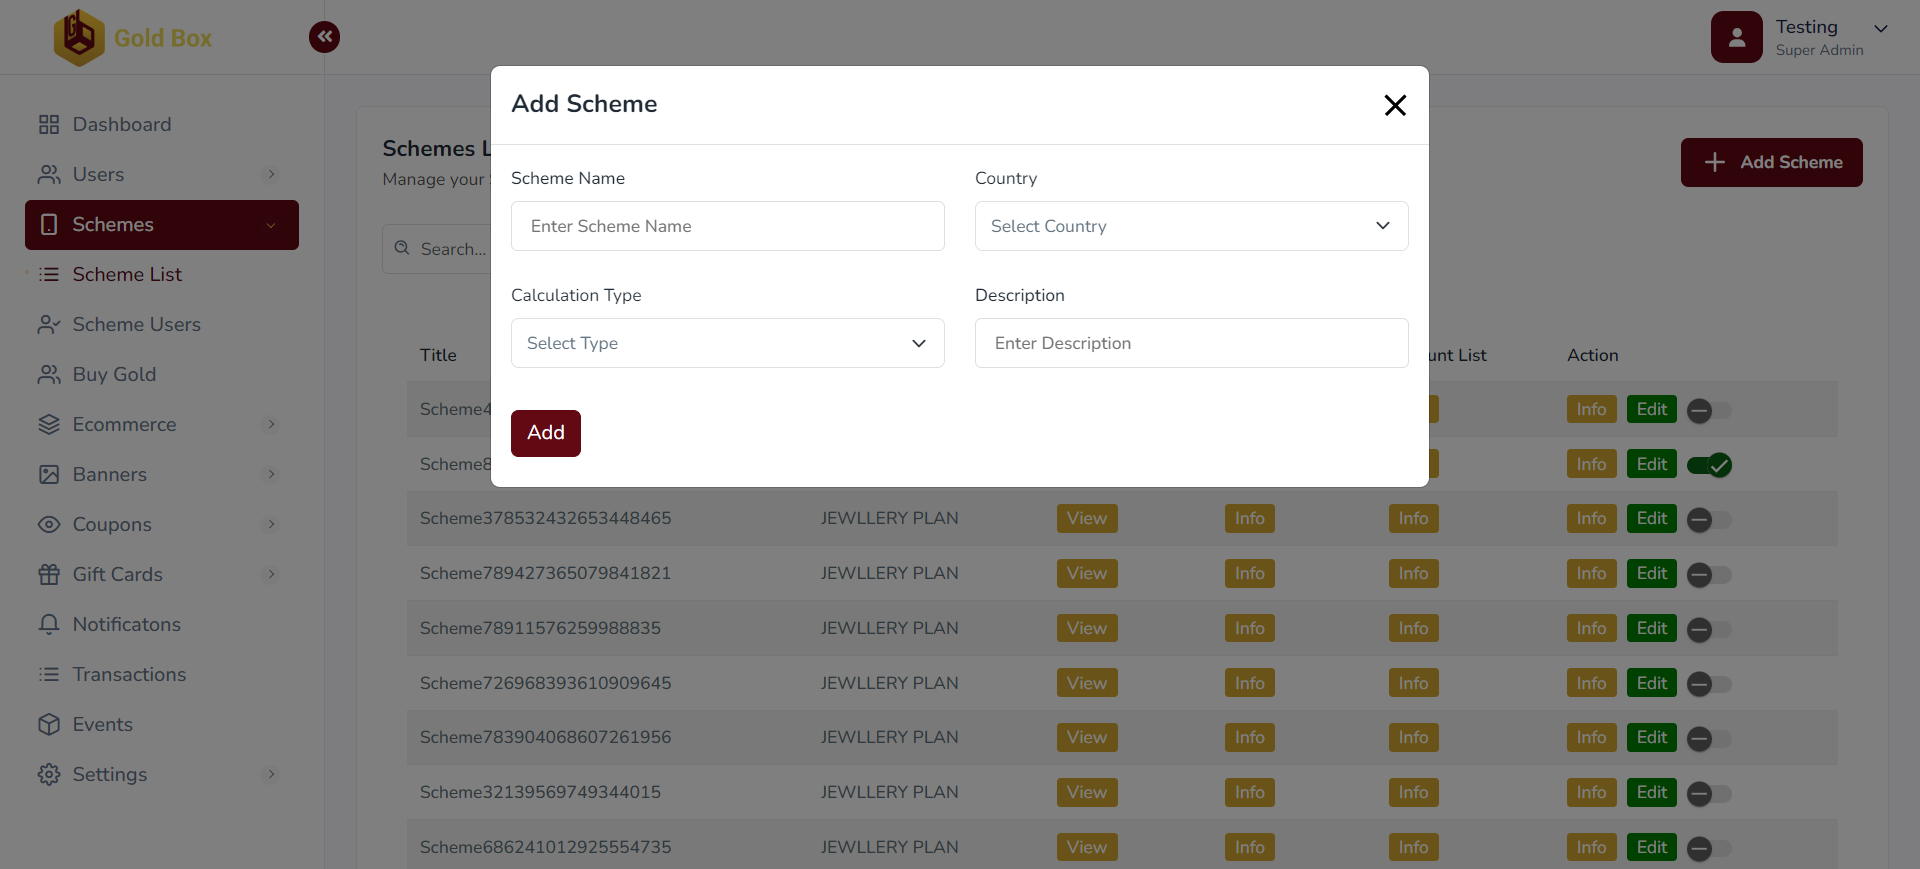 Gold Box
Testing
Super Admin
Dashboard
Users
Schemes
Scheme List
Scheme Users
Buy Gold
Ecommerce
Banners
Coupons
Gift Cards
Notificatons
Transactions
Events
Settings
Schemes L
Manage your
Add Scheme
Search...
Add Scheme
Scheme Name
Country
Enter Scheme Name
Select Country
Calculation Type
Description
Select Type
Enter Description
Add
Title unt List Action
Scheme4 Info Edit
Scheme8 Info Edit
Scheme378532432653448465 JEWLLERY PLAN View Info Info Info Edit
Scheme789427365079841821 JEWLLERY PLAN View Info Info Info Edit
Scheme78911576259988835 JEWLLERY PLAN View Info Info Info Edit
Scheme726968393610909645 JEWLLERY PLAN View Info Info Info Edit
Scheme783904068607261956 JEWLLERY PLAN View Info Info Info Edit
Scheme32139569749344015 JEWLLERY PLAN View Info Info Info Edit
Scheme686241012925554735 JEWLLERY PLAN View Info Info Info Edit